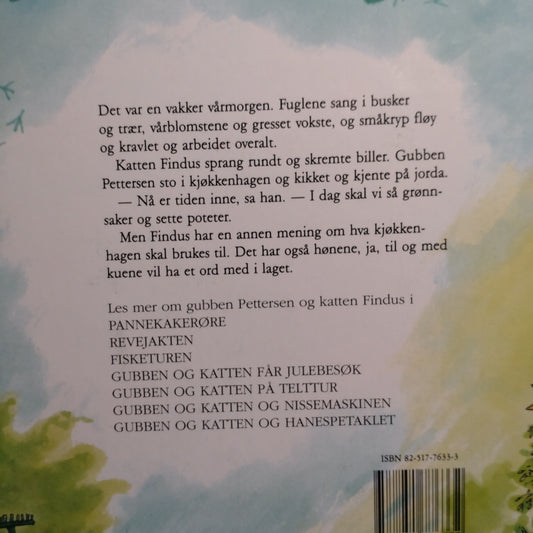 Det var en vakker vårmorgen. Fuglene sang i busker
og trær, vårblomstene og gresset vokste, og småkryp fløy
og kravlet og arbeidet overalt.
Katten Findus sprang rundt og skremte biller. Gubben
Pettersen sto i kjøkkenhagen og kikket og kjente på jorda.
— Nå er tiden inne, sa han. — I dag skal vi så grønn-
saker og sette poteter.
Men Findus har en annen mening om hva kjøkken-
hagen skal brukes til. Det har også hønene, ja, til og med
kuene vil ha et ord med i laget.
Les mer om gubben Pettersen og katten Findus i
PANNEKAKERØRE
REVEJAKTEN
FISKETUREN
GUBBEN OG KATTEN FÅR JULEBESØK
GUBBEN OG KATTEN PÅ TELTTUR
GUBBEN OG KATTEN OG NISSEMASKINEN
GUBBEN OG KATTEN OG HANESPETAKLET
ISBN 82-517-7633-3